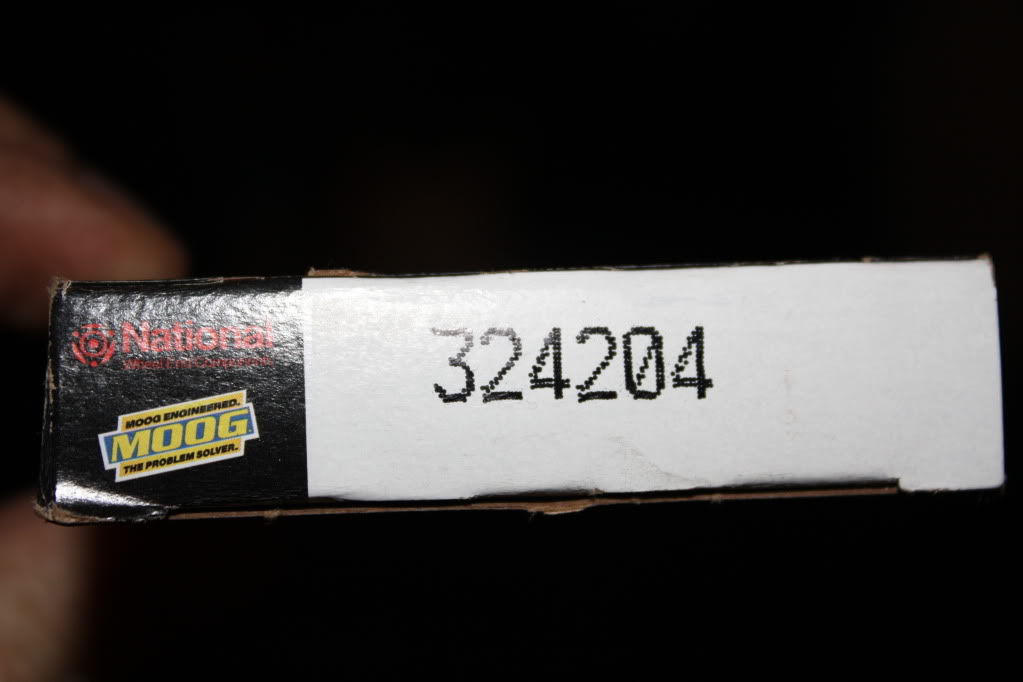 National
MOOG ENGINEERED.
MOOG
THE PROBLEM SOLVER.
324204